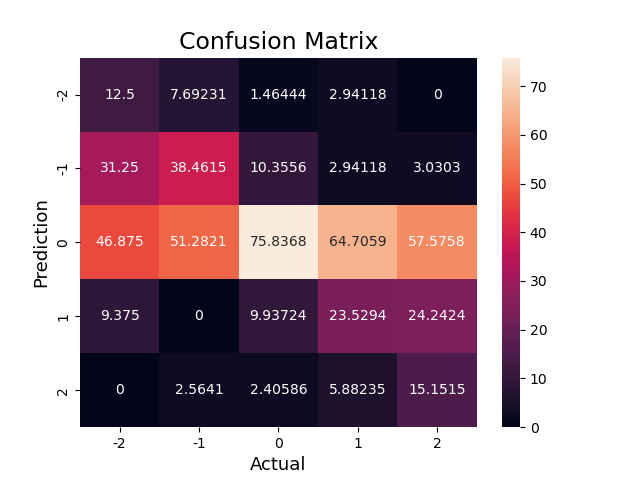 Confusion Matrix
-2 12.5 7.69231 1.46444 2.94118 0
-1 31.25 38.4615 10.3556 2.94118 3.0303
0 46.875 51.2821 75.8368 64.7059 57.5758
1 9.375 0 9.93724 23.5294 24.2424
2 0 2.5641 2.40586 5.88235 15.1515
-2 -1 0 1 2
Actual
Prediction
70
60
50
40
30
20
10
0